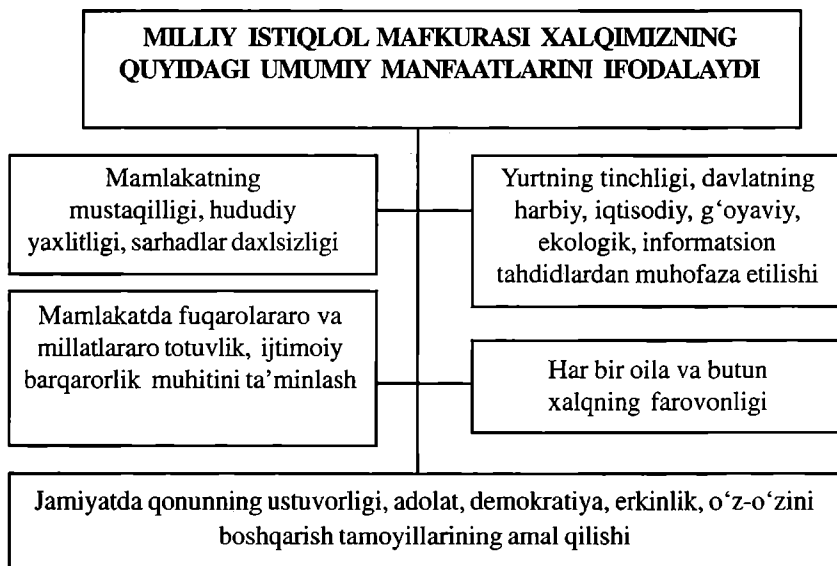 MILLIY ISTIQLOL MAFKURASI XALQIMIZNING
QUYIDAGI UMUMIY MANFAATLARINI IFODALAYDI
Mamlakatning
mustaqilligi, hududiy
yaxlitligi, sarhadlar daxlsizligi
Yurtning tinchligi, davlatning
harbiy, iqtisodiy, g‘oyaviy,
ekologik, informatsion
tahdidlardan muhofaza etilishi
Mamlakatda fuqarolararo va
millatlararo totuvlik, ijtimoiy
barqarorlik muhitini ta’minlash
Har bir oila va butun
xalqning farovonligi
Jamiyatda qonunning ustuvorligi, adolat, demokratiya, erkinlik, o‘z-o‘zini
boshqarish tamoyillarining amal qilishi